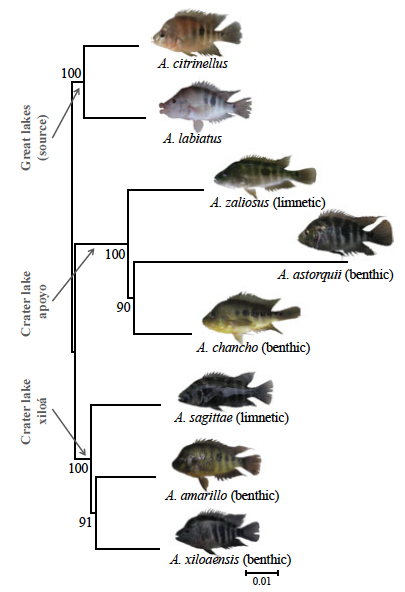 A. citrinellus
100
Great lakes
(source)
A. labiatus
A. zaliosus (limnetic)
100
A. astorquii (benthic)
Crater lake
apoyo
90
A. chancho (benthic)
A. sagittae (limnetic)
Crater lake
xiloá
100
A. amarillo (benthic)
91
A. xiloaensis (benthic)
0.01